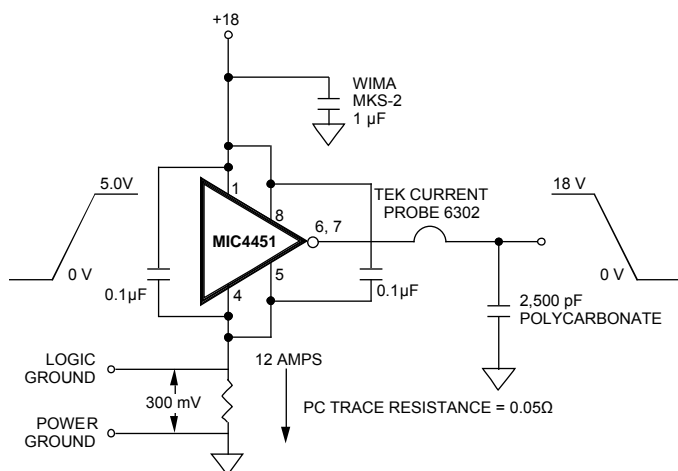 +18
WIMA
MKS-2
1 µF
5.0V
0 V
0.1µF
1
8
MIC4451
6, 7
5
4
0.1µF
TEK CURRENT
PROBE 6302
18 V
0 V
2,500 pF
POLYCARBONATE
LOGIC
GROUND
12 AMPS
300 mV
PC TRACE RESISTANCE = 0.05Ω
POWER
GROUND